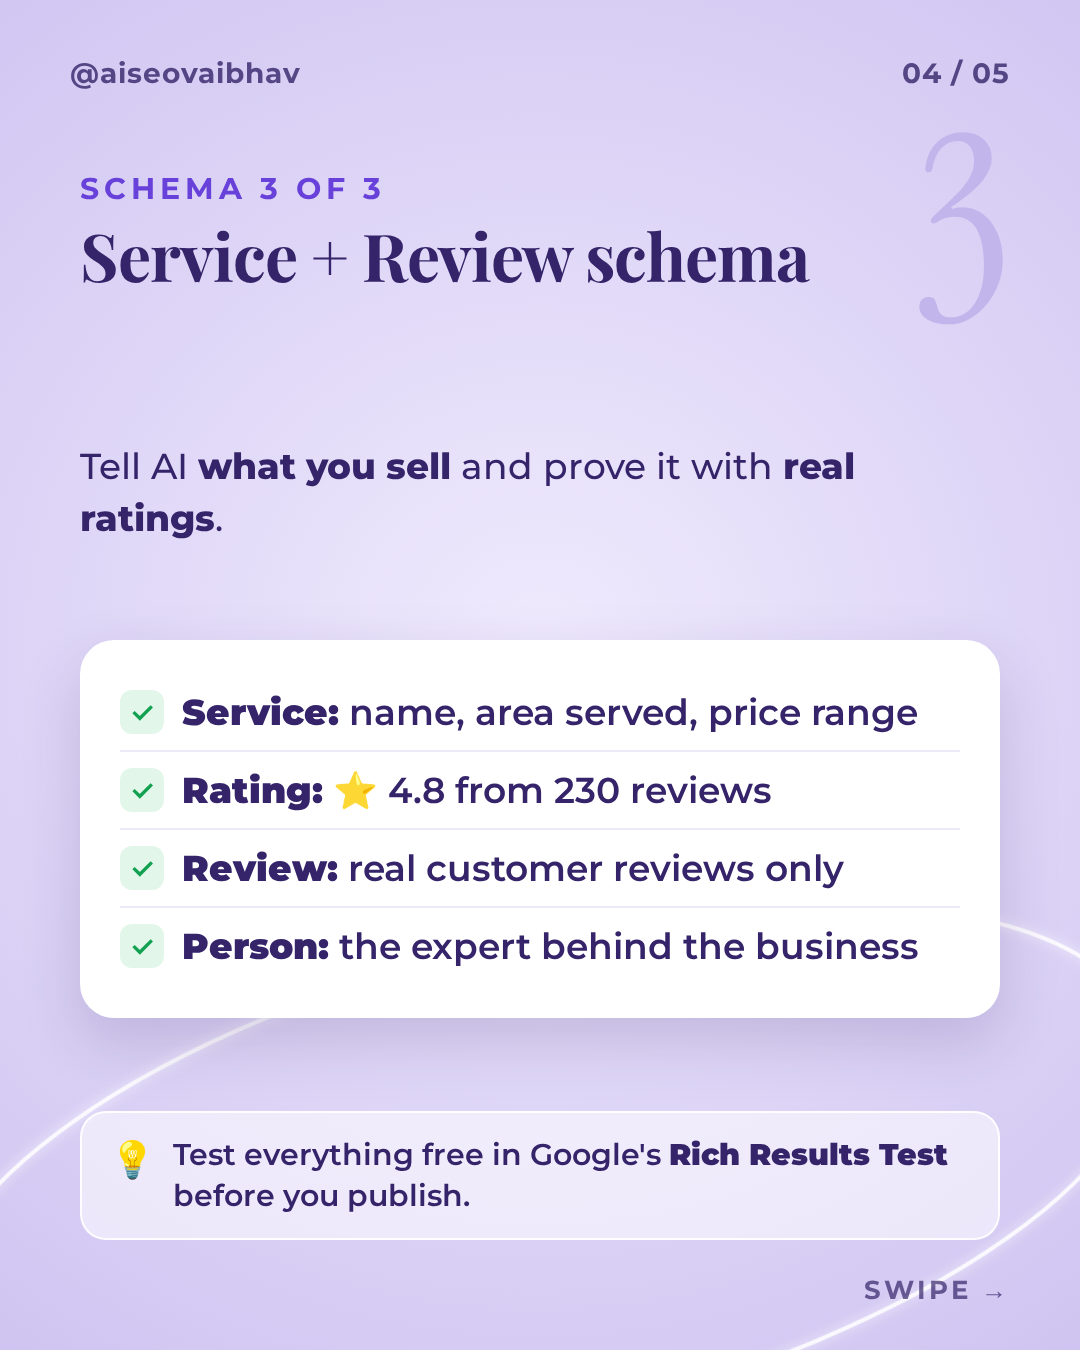 @aiseovaibhav
04 / 05
3
SCHEMA 3 OF 3
Service + Review schema
Tell AI what you sell and prove it with real
ratings.
Service: name, area served, price range
Rating: ⭐ 4.8 from 230 reviews
Review: real customer reviews only
Person: the expert behind the business
💡 Test everything free in Google's Rich Results Test
before you publish.
SWIPE →